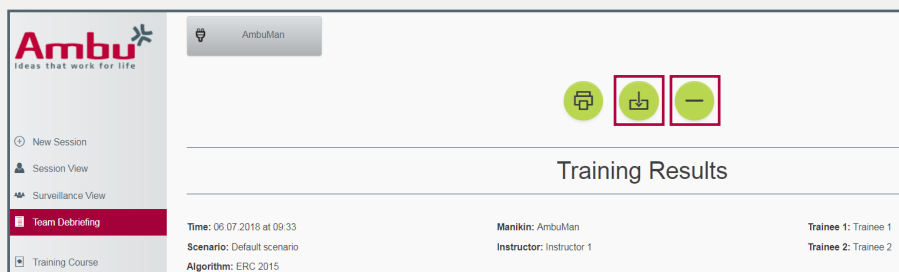 Ambu
Ideas that work for life
AmbuMan
New Session
Session View
Surveillance View
Team Debriefing
Training Course
Training Results
Time: 06.07.2018 at 09:33
Manikin: AmbuMan
Trainee 1: Trainee 1
Scenario: Default scenario
Instructor: Instructor 1
Trainee 2: Trainee 2
Algorithm: ERC 2015